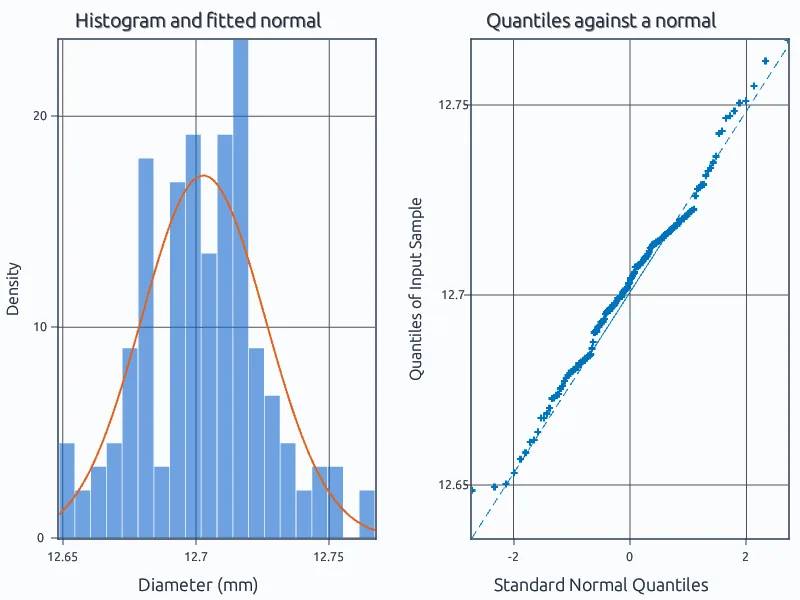 Histogram and fitted normal
Quantiles against a normal
Density
20
10
0
12.65
12.7
12.75
Diameter (mm)
Quantiles of Input Sample
12.75
12.7
12.65
-2
0
2
Standard Normal Quantiles